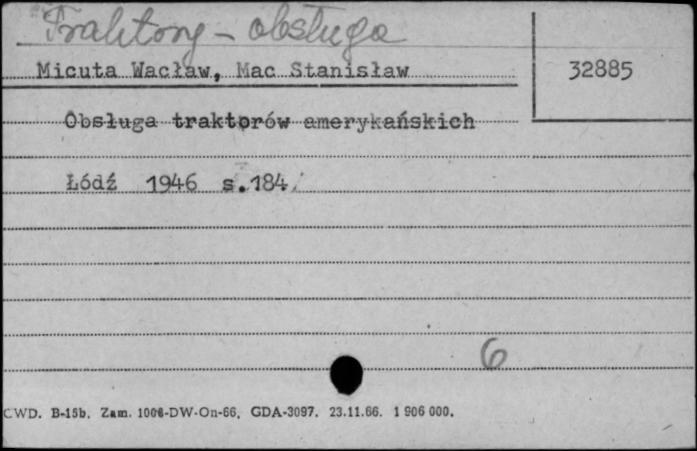 Traktory - obsługa
Micuta Wacław, Mac Stanisław
32885
Obsługa traktorów amerykańskich
Łódź 1946 s.184
6
CWD. B-15b. Zam. 1008-DW-On-66. GDA-3097. 23.11.66. 1 906 000.